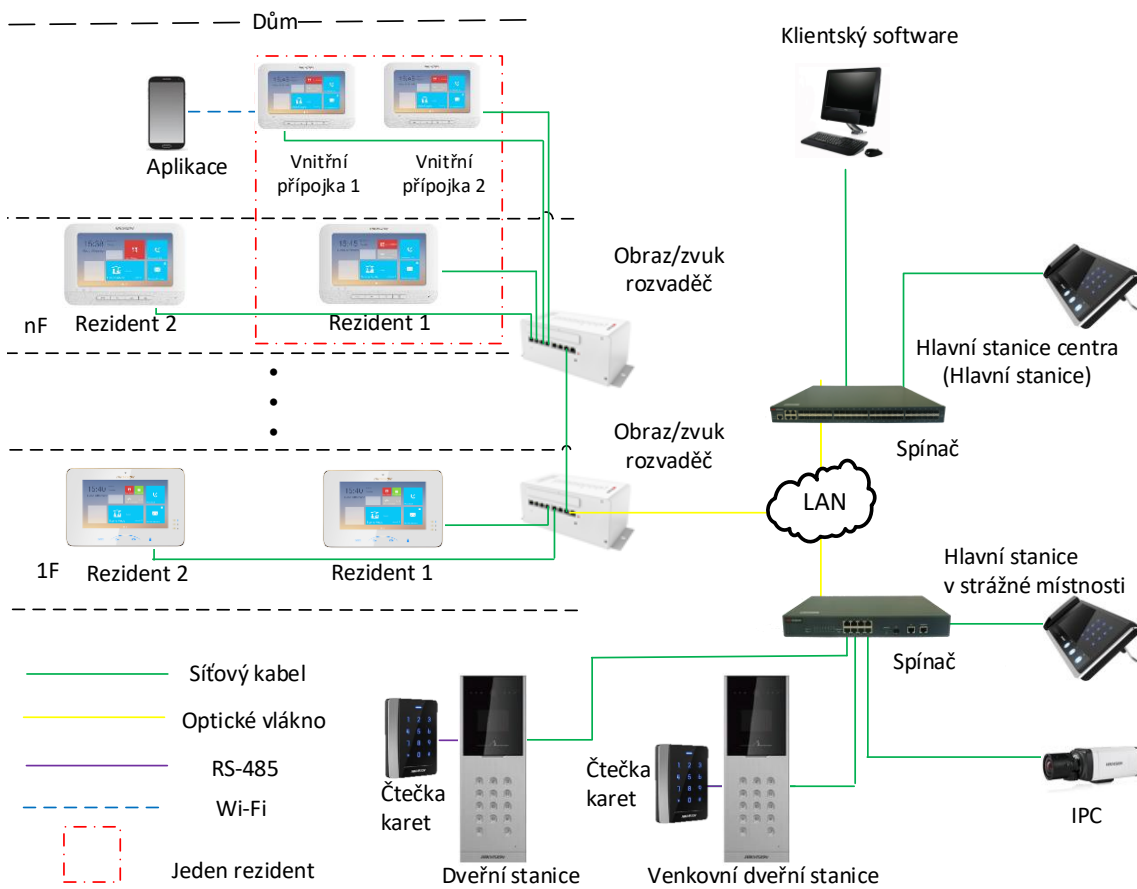 Dům
Klientský software
Aplikace
Vnitřní
přípojka 1
Vnitřní
přípojka 2
Obraz/zvuk
rozvaděč
nF
Rezident 2
Rezident 1
Hlavní stanice centra
(Hlavní stanice)
Spínač
Obraz/zvuk
rozvaděč
LAN
1F
Rezident 2
Rezident 1
Hlavní stanice
v strážné místnosti
Spínač
Síťový kabel
Optické vlákno
RS-485
Wi-Fi
Jeden rezident
Čtečka
karet
Dveřní stanice
Čtečka
karet
Venkovní dveřní stanice
IPC